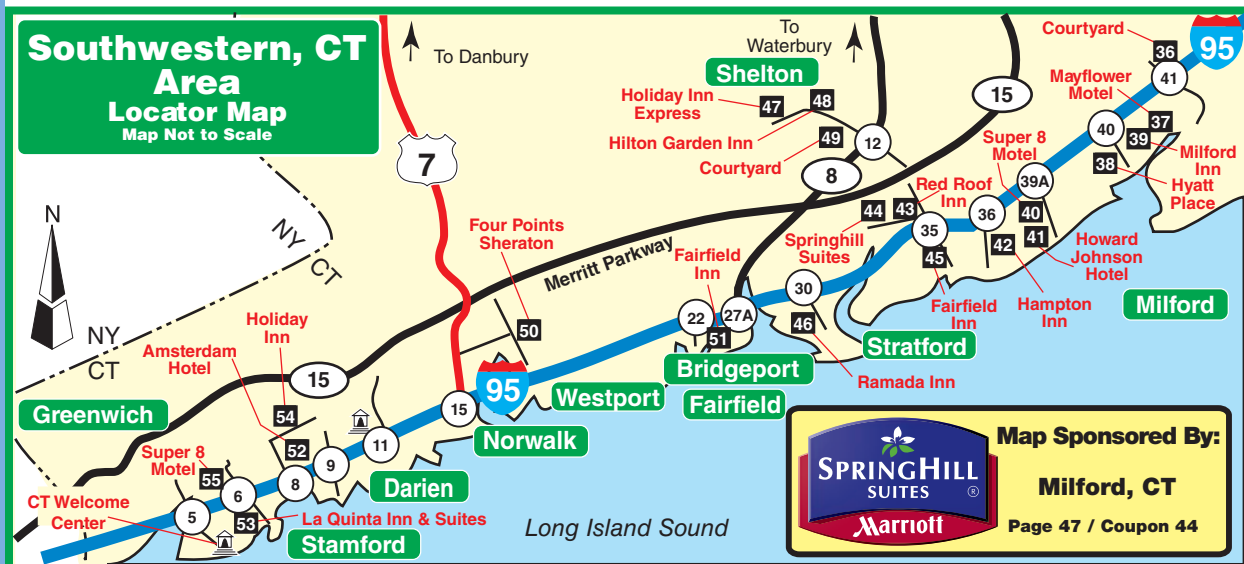 Southwestern, CT
Area
Locator Map
Map Not to Scale
To Danbury
To
Waterbury
Shelton
Courtyard
36
95
41
Holiday Inn
Express
47
48
Hilton Garden Inn
49
Courtyard
12
15
Mayflower
Motel
37
40
39
Milford
Inn
38
Hyatt
Place
Super 8
Motel
39A
7
8
N
NY
CT
NY
CT
Four Points
Sheraton
50
Merritt Parkway
Red Roof
Inn
44
43
Springhill
Suites
35
45
Fairfield
Inn
36
40
41
42
Howard
Johnson
Hotel
Hampton
Inn
Milford
Fairfield
Inn
22
27A
51
30
46
Ramada Inn
Stratford
Bridgeport
Fairfield
Westport
95
15
Norwalk
Holiday
Inn
Amsterdam
Hotel
15
Greenwich
54
52
11
9
8
Darien
Super 8
Motel
55
6
5
CT Welcome
Center
53
La Quinta Inn & Suites
Stamford
Long Island Sound
SPRINGHILL
SUITES
®
Marriott
Map Sponsored By:
Milford, CT
Page 47 / Coupon 44